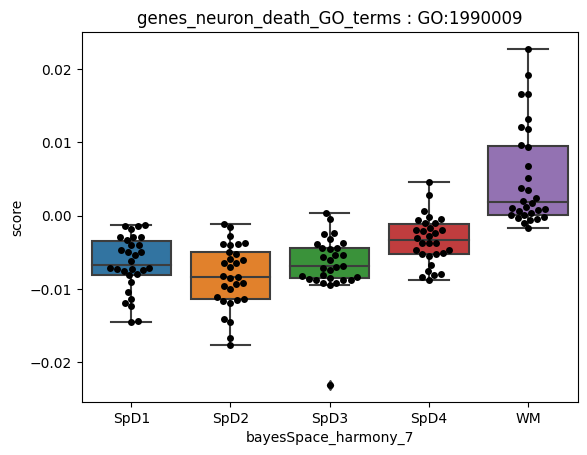 genes_neuron_death_GO_terms : GO:1990009
0.02
0.01
0.00
−0.01
−0.02
score
SpD1 SpD2 SpD3 SpD4 WM
bayesSpace_harmony_7